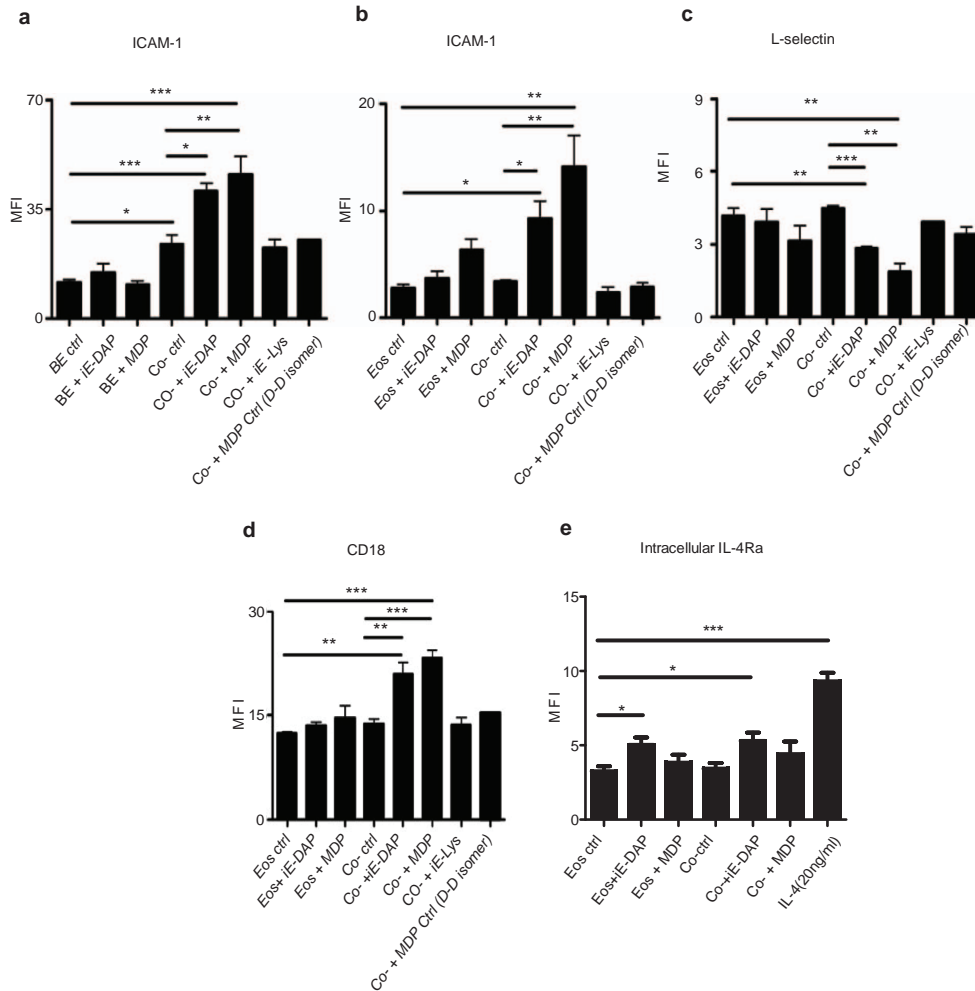 a
ICAM-1
MFI
70
35
0
***
**
*
***
*
BE ctrl
BE + iE-DAP
BE + MDP
Co- ctrl
CO- + iE-DAP
Co- + MDP
CO- + iE-Lys
Co- + MDP Ctrl (D-D isomer)
b
ICAM-1
MFI
20
10
0
**
**
*
*
Eos ctrl
Eos + iE-DAP
Eos + MDP
Co- ctrl
Co- + iE-DAP
Co- + MDP
CO- + iE-Lys
Co- + MDP Ctrl (D-D isomer)
c
L-selectin
MFI
9
6
3
0
**
**
***
**
Eos ctrl
Eos+ iE-DAP
Eos + MDP
Co- ctrl
Co- +iE-DAP
Co- + MDP
CO- + iE-Lys
Co- + MDP Ctrl (D-D isomer)
d
CD18
MFI
30
15
0
***
***
**
**
Eos ctrl
Eos+ iE-DAP
Eos + MDP
Co- ctrl
Co- +iE-DAP
Co- + MDP
CO- + iE-Lys
Co- + MDP Ctrl (D-D isomer)
e
Intracellular IL-4Ra
MFI
15
10
5
0
***
*
*
Eos ctrl
Eos+iE-DAP
Eos + MDP
Co-ctrl
Co-+iE-DAP
Co- + MDP
IL-4(20ng/ml)